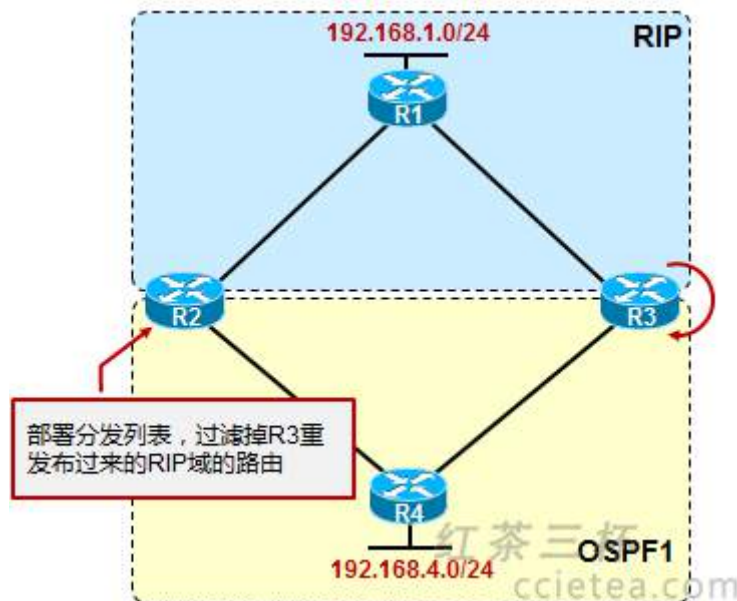 192.168.1.0/24
RIP
R1
R2
R3
部署分发列表，过滤掉R3重
发布过来的RIP域的路由
R4
红茶三杯
OSPF1
192.168.4.0/24
ccietea.com